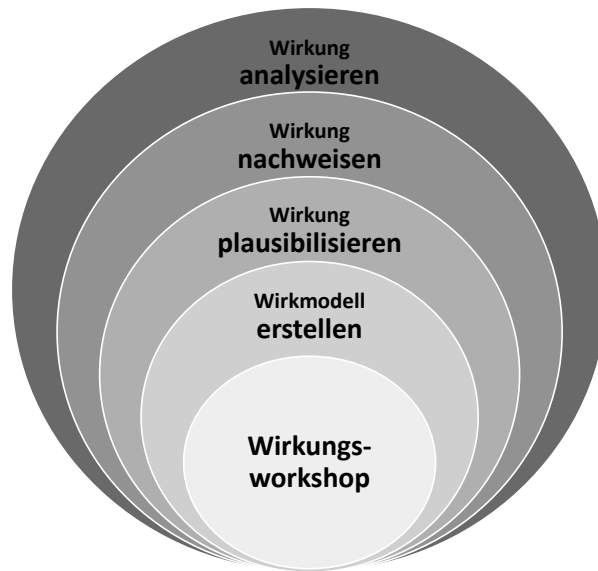 Wirkung
analysieren
Wirkung
nachweisen
Wirkung
plausibilisieren
Wirkmodell
erstellen
Wirkungs-
workshop